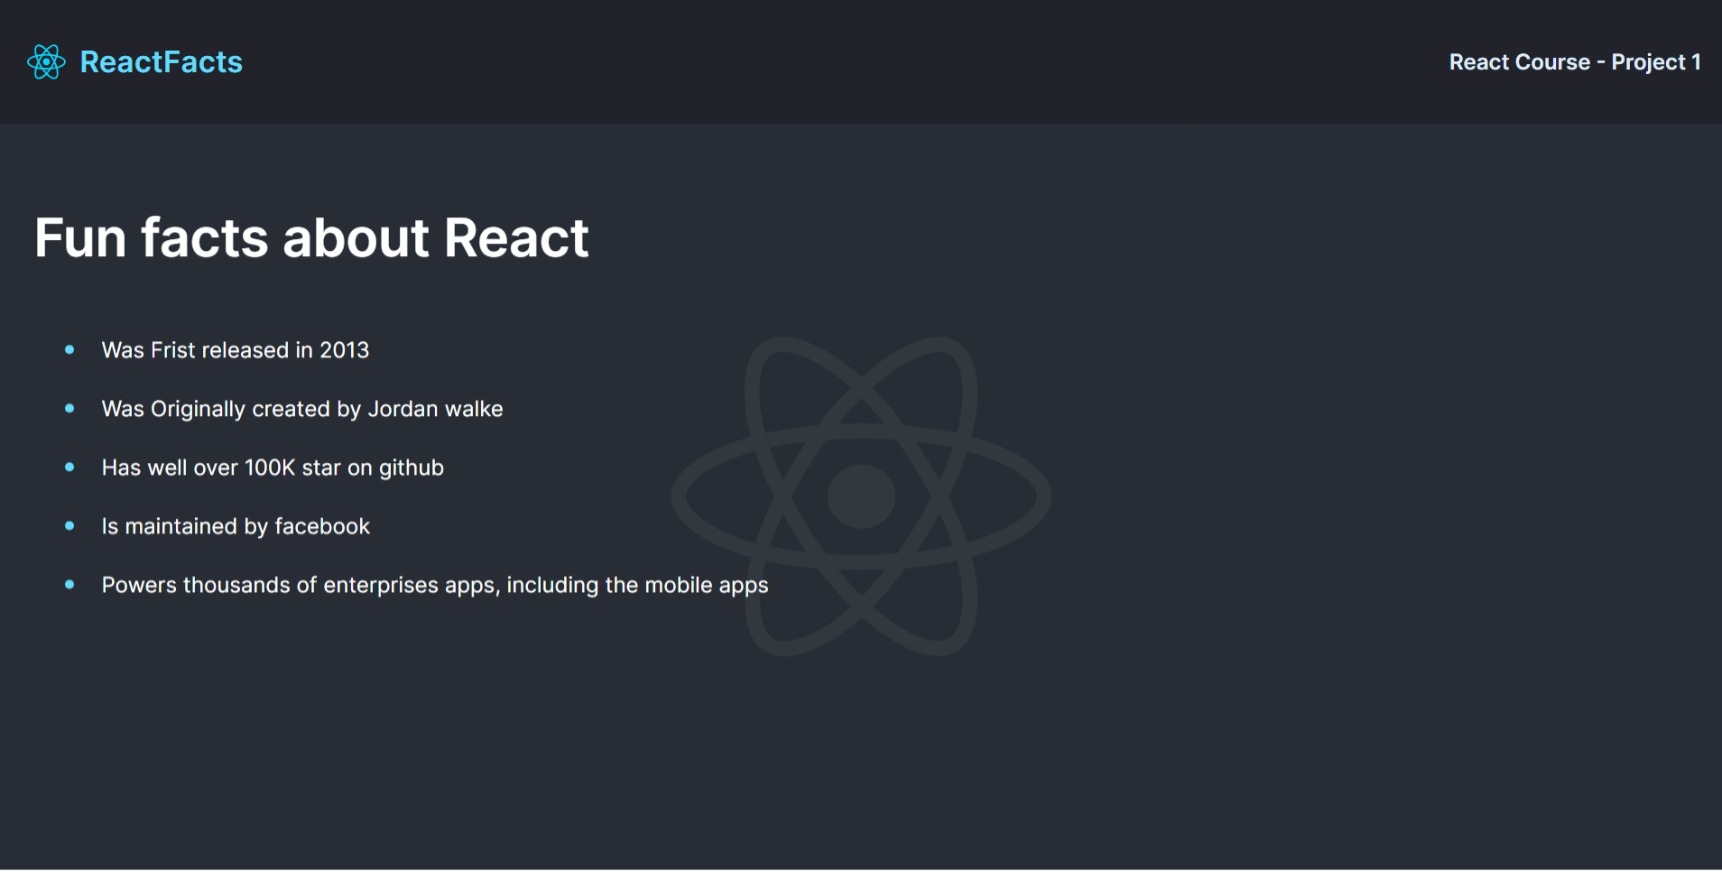 ReactFacts
React Course - Project 1
Fun facts about React
Was Frist released in 2013
Was Originally created by Jordan walke
Has well over 100K star on github
Is maintained by facebook
Powers thousands of enterprises apps, including the mobile apps